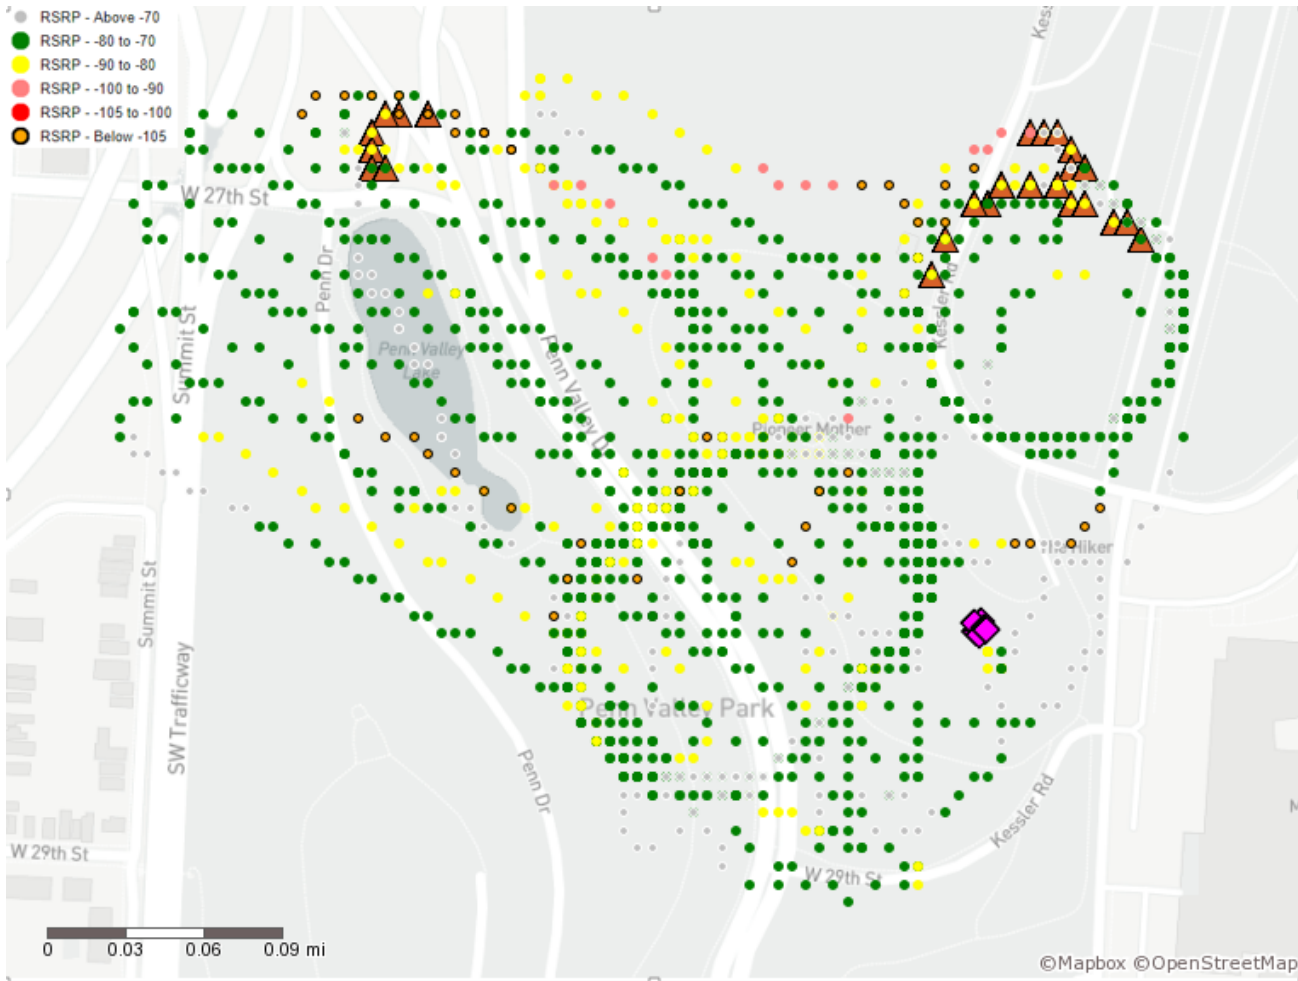 RSRP - Above -70
RSRP - -80 to -70
RSRP - -90 to -80
RSRP - -100 to -90
RSRP - -105 to -100
RSRP - Below -105
Kessler Rd
W 27th St
Penn Dr
Summit St
Penn Valley
Lake
Penn Valley Dr
Pioneer Mother
The Hiker
Summit St
SW Trafficway
Penn Valley Park
Penn Dr
Kessler Rd
W 29th St
W 29th St
0 0.03 0.06 0.09 mi
©Mapbox ©OpenStreetMap